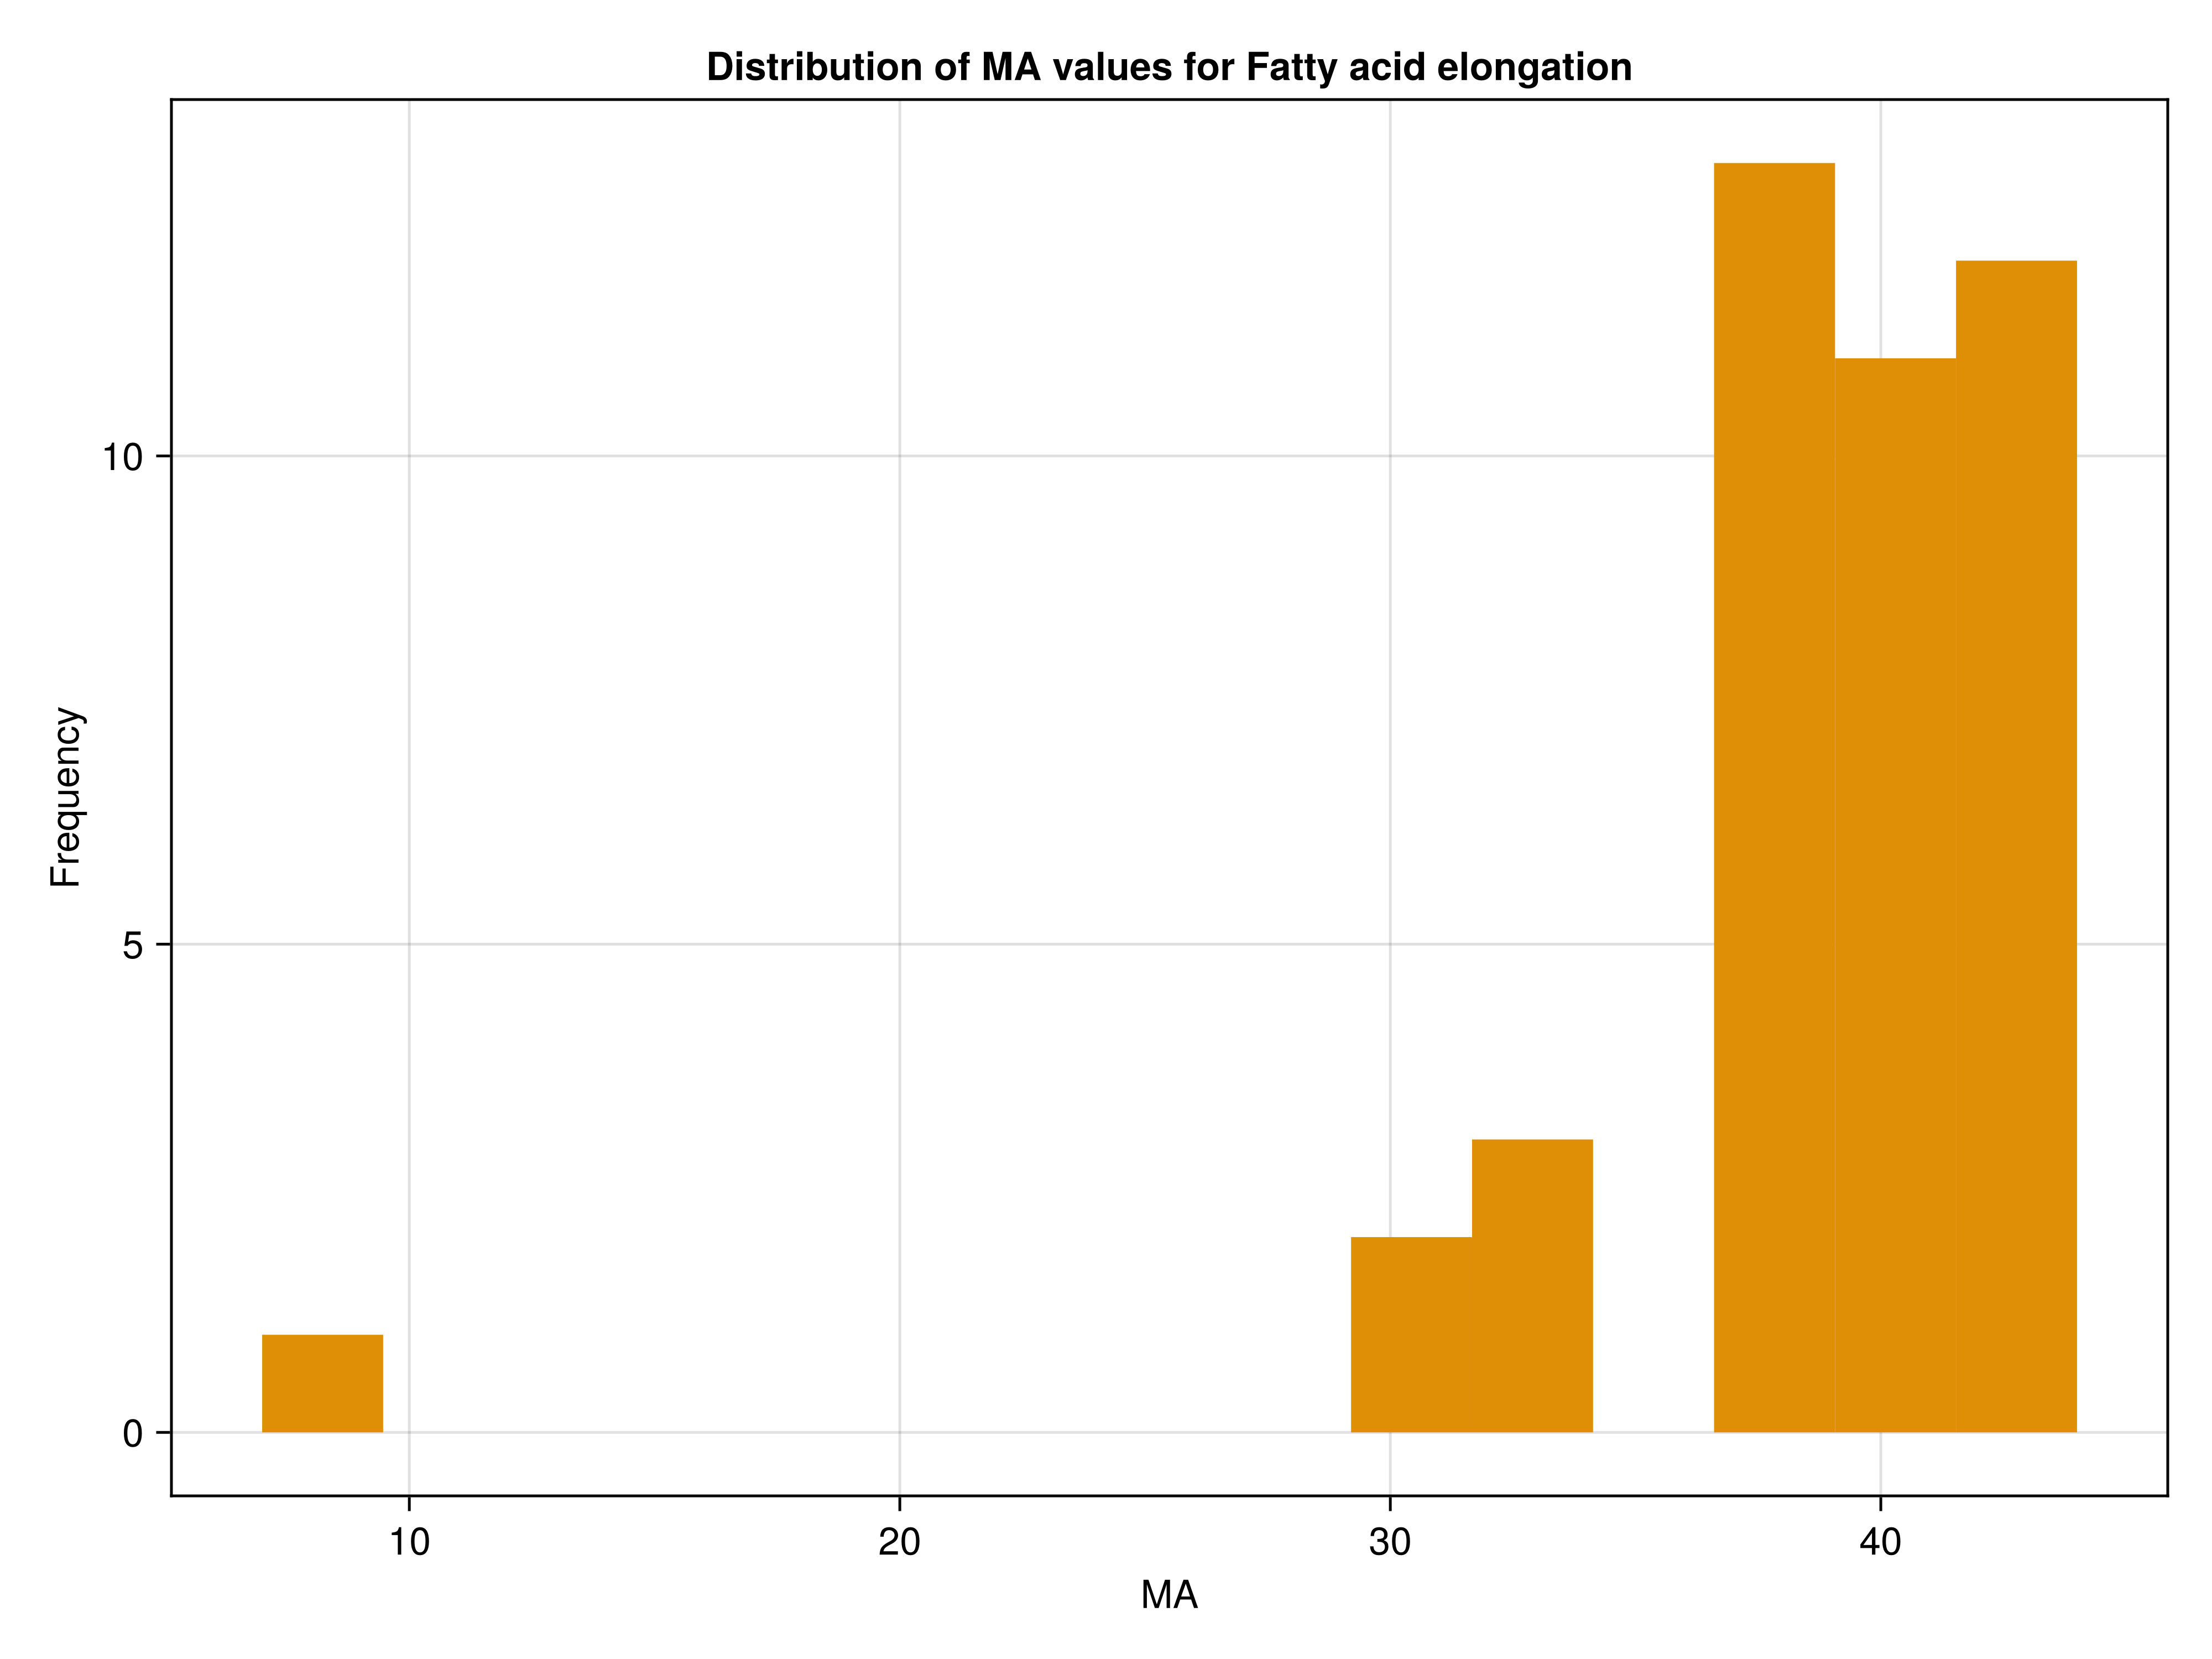 Distribution of MA values for Fatty acid elongation
Frequency
10
5
0
10 20 30 40
MA